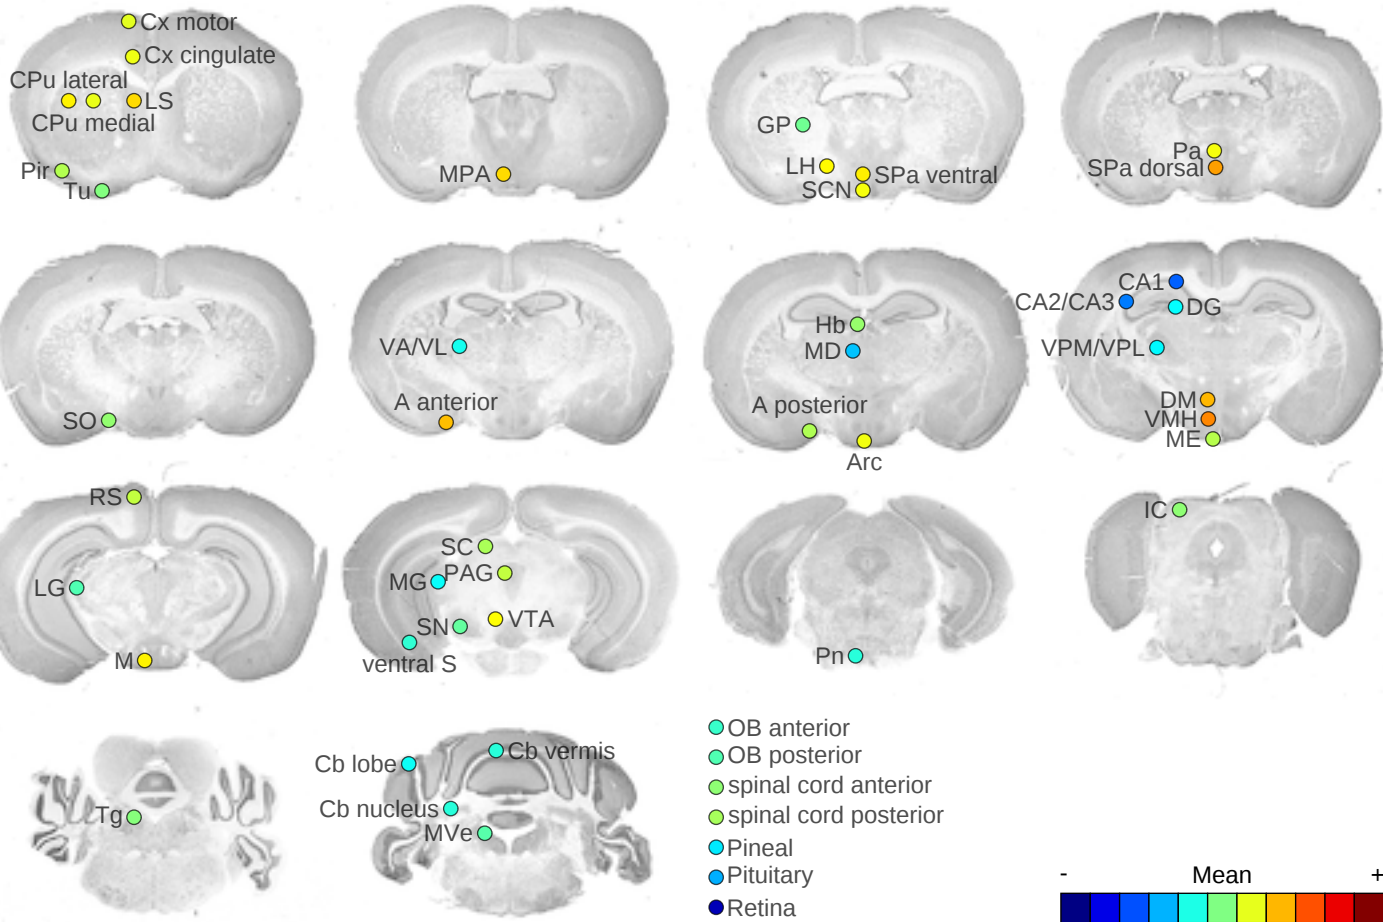 Cx motor
Cx cingulate
CPu lateral
LS
CPu medial
Pir
Tu
MPA
GP
LH
SPa ventral
SCN
Pa
SPa dorsal
SO
VA/VL
A anterior
Hb
MD
A posterior
Arc
CA1
CA2/CA3
DG
VPM/VPL
DM
VMH
ME
RS
LG
M
SC
MG
PAG
SN
VTA
ventral S
Pn
IC
Tg
Cb lobe
Cb vermis
Cb nucleus
MVe
OB anterior
OB posterior
spinal cord anterior
spinal cord posterior
Pineal
Pituitary
Retina
- Mean +